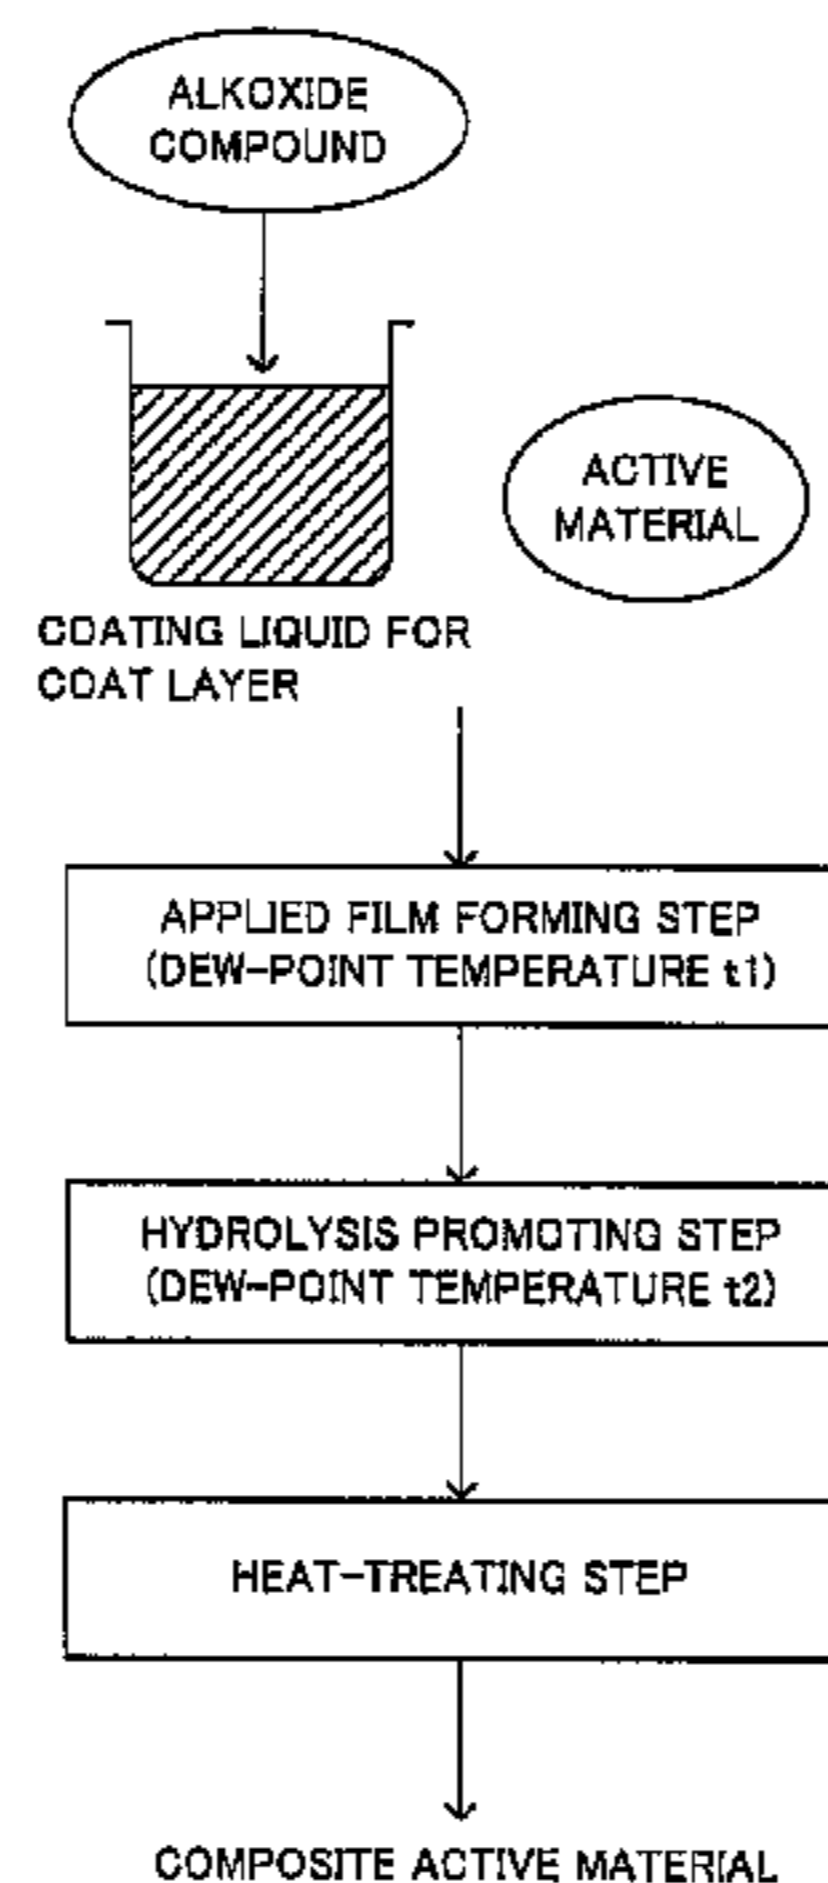 ALKOXIDE
COMPOUND
ACTIVE
MATERIAL
COATING LIQUID FOR
COAT LAYER
APPLIED FILM FORMING STEP
(DEW-POINT TEMPERATURE t1)
HYDROLYSIS PROMOTING STEP
(DEW-POINT TEMPERATURE t2)
HEAT-TREATING STEP
COMPOSITE ACTIVE MATERIAL